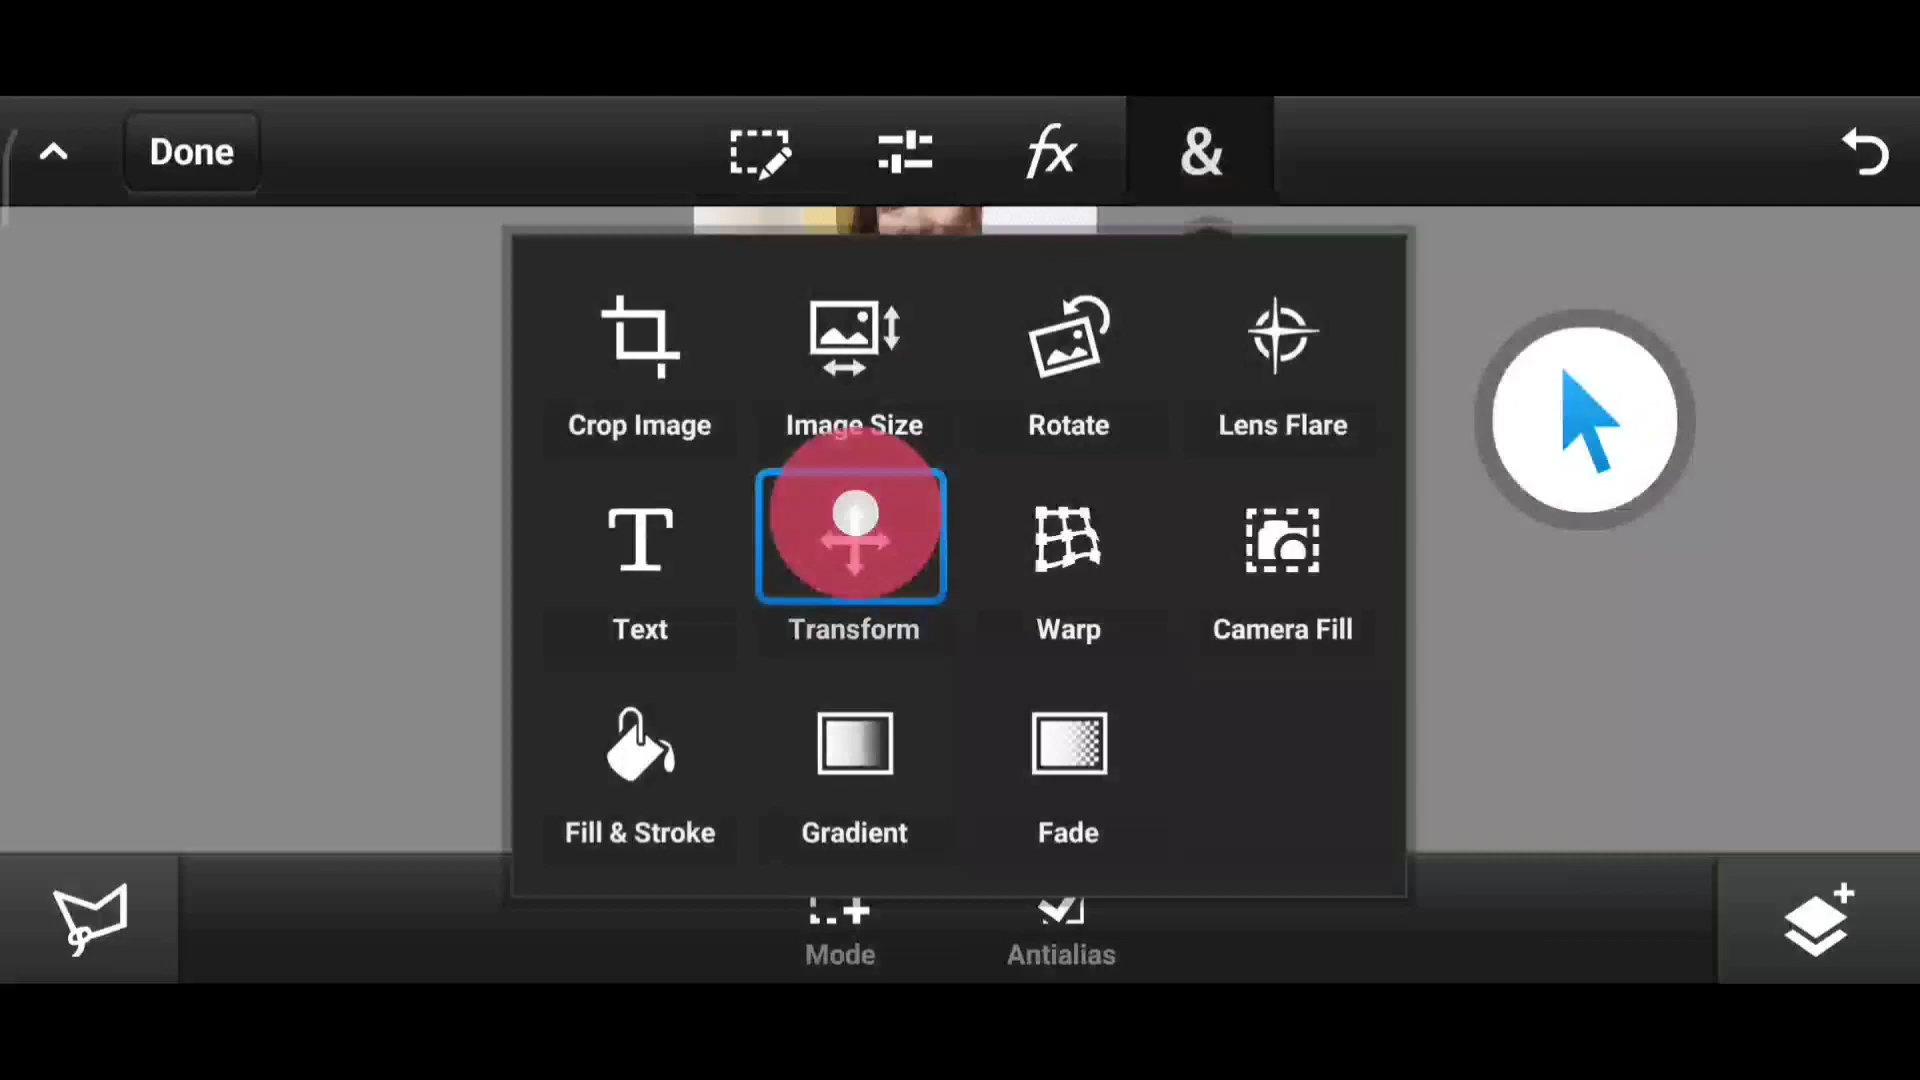 Done
fx
&
Crop Image
Image Size
Rotate
Lens Flare
T
Text
Transform
Warp
Camera Fill
Fill & Stroke
Gradient
Fade
Mode
Antialias